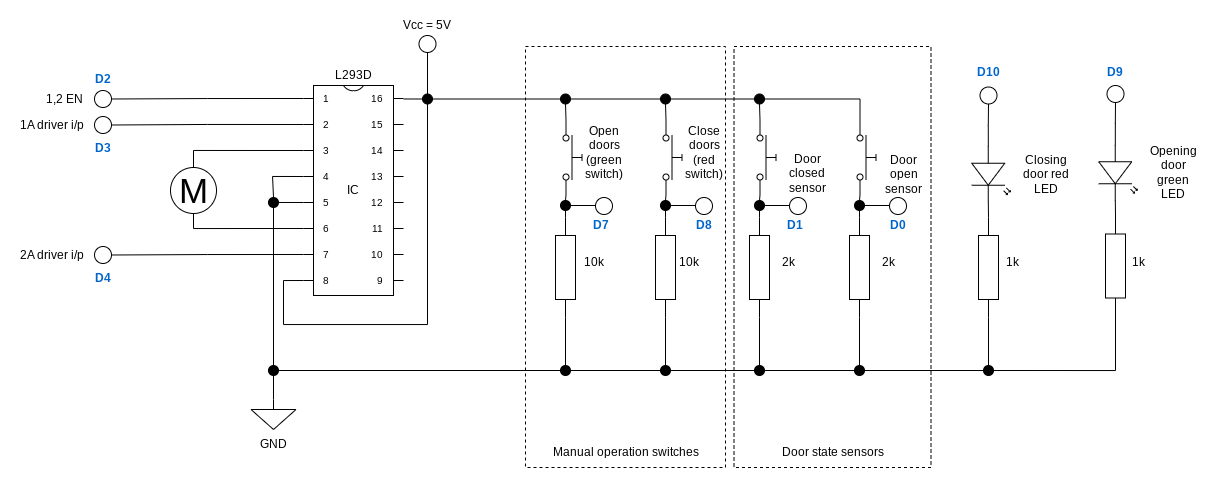 Vcc = 5V
L293D
D2
1,2 EN
1A driver i/p
D3
M
2A driver i/p
D4
1
2
3
4
5
6
7
8
IC
16
15
14
13
12
11
10
9
GND
Open
doors
(green
switch)
D7
10k
Close
doors
(red
switch)
D8
10k
Manual operation switches
Door
closed
sensor
D1
2k
Door
open
sensor
D0
2k
Door state sensors
D10
Closing
door red
LED
1k
D9
Opening
door
green
LED
1k